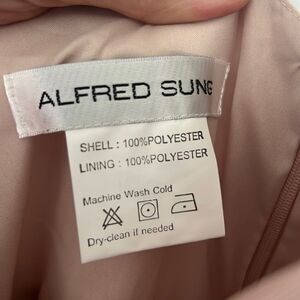 ALFRED SUNG
SHELL : 100%POLYESTER
LINING : 100%POLYESTER
Machine Wash Cold
Dry-clean if needed